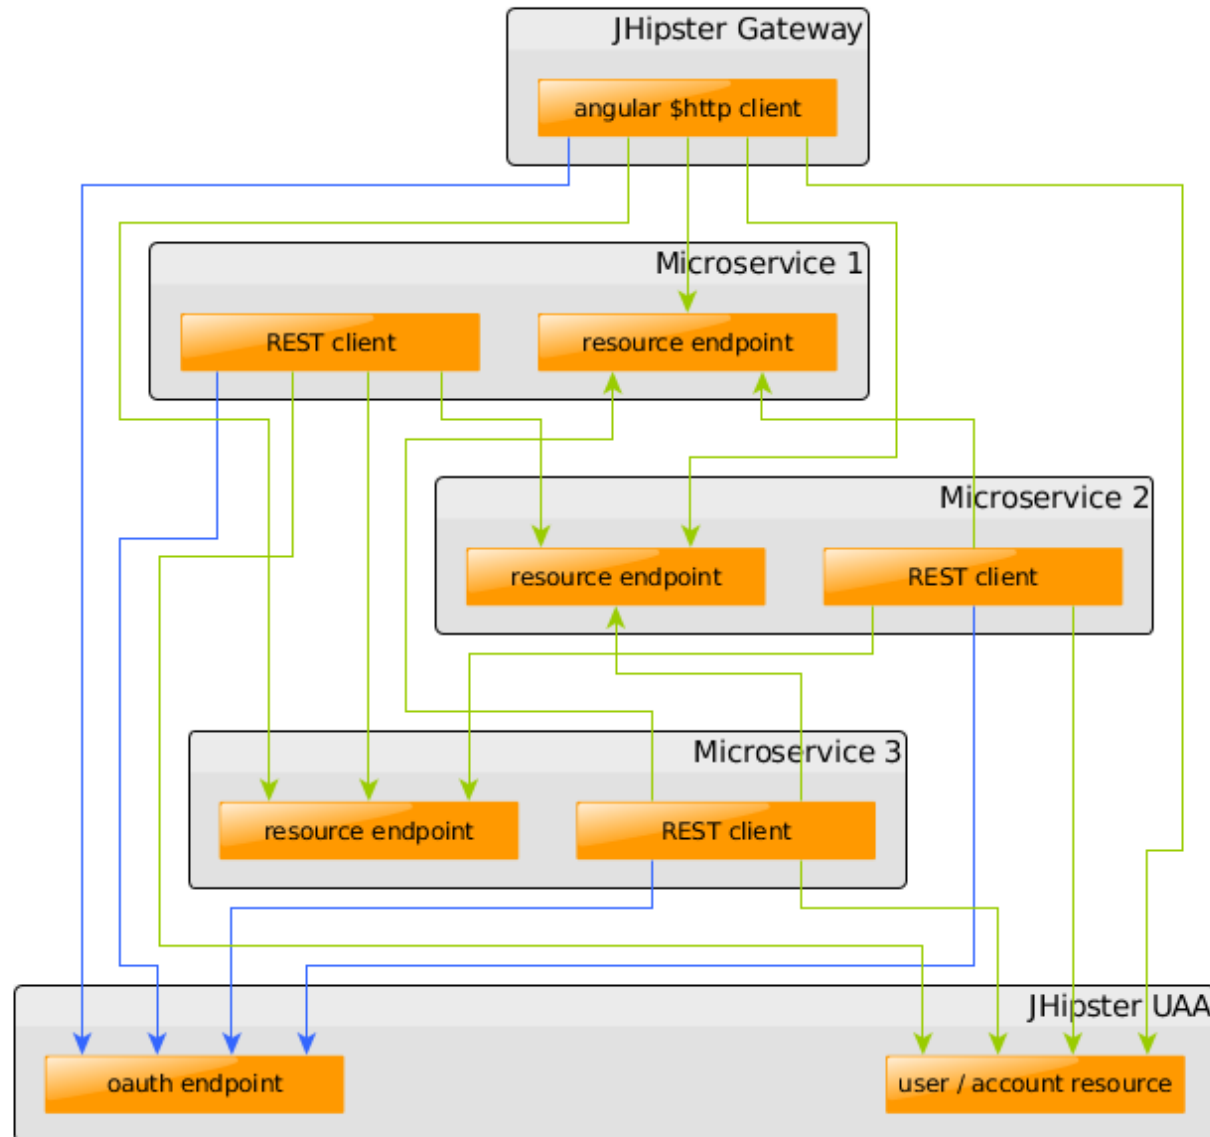 JHipster Gateway
angular $http client
Microservice 1
REST client
resource endpoint
Microservice 2
resource endpoint
REST client
Microservice 3
resource endpoint
REST client
JHipster UAA
oauth endpoint
user / account resource